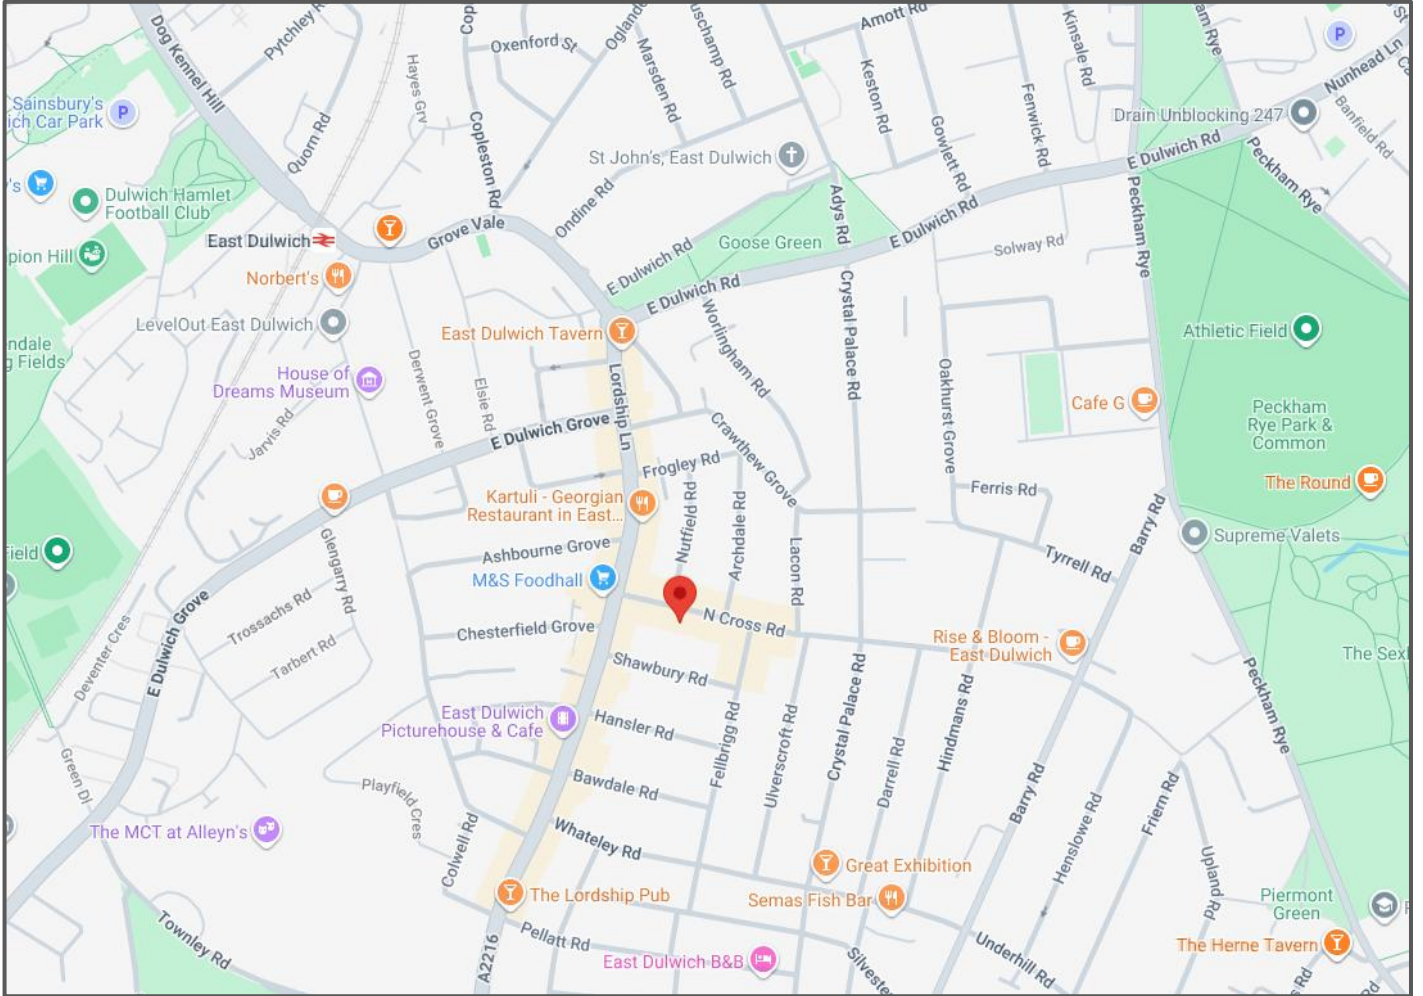 Dog Kennel Hill
Pytchley R
Cop
Oxenford St
Oglan
Marsden Rd
uschamp Rd
Amott Rd
Kinsale Rd
am Rye
P
Nunhead Ln
Sainsbury's
ich Car Park
P
Hayes Grv
Quorn Rd
Copleston Rd
Keston Rd
Gowlett Rd
Fenwick Rd
Drain Unblocking 247
Banfield Rd
St John's, East Dulwich
E Dulwich Rd
Peckham Rye
's
Dulwich Hamlet
Football Club
Ondine Rd
Adys Rd
Peckham Rye
East Dulwich
Grove Vale
E Dulwich Rd
Goose Green
E Dulwich Rd
Solway Rd
pion Hill
Norbert's
E Dulwich Rd
Crystal Palace Rd
LevelOut East Dulwich
East Dulwich Tavern
Worlingham Rd
Athletic Field
ndale
g Fields
House of
Dreams Museum
Derwent Grove
Elsie Rd
Lordship Ln
Oakhurst Grove
Cafe G
Peckham
Rye Park &
Common
Jarvis Rd
E Dulwich Grove
Crawthew Grove
Frogley Rd
Ferris Rd
The Round
Kartuli - Georgian
Restaurant in East...
Nutfield Rd
Archdale Rd
Barry Rd
Supreme Valets
ield
Glengarry Rd
Ashbourne Grove
Lacon Rd
Tyrrell Rd
M&S Foodhall
Trossachs Rd
Chesterfield Grove
N Cross Rd
Rise & Bloom -
East Dulwich
Deventer Cres
E Dulwich Grove
Tarbert Rd
Shawbury Rd
The Sex
East Dulwich
Picturehouse & Cafe
Hansler Rd
Fellbrigg Rd
Ulverscroft Rd
Crystal Palace Rd
Darrell Rd
Hindmans Rd
Peckham Rye
Green Dl
Playfield Cres
Bawdale Rd
Barry Rd
Henslowe Rd
Friern Rd
The MCT at Alleyn's
Colwell Rd
Whateley Rd
Great Exhibition
Upland Rd
The Lordship Pub
Semas Fish Bar
Piermont
Green
Townley Rd
A2216
Pellatt Rd
East Dulwich B&B
Silveste
Underhill Rd
The Herne Tavern
s Rd
Rd